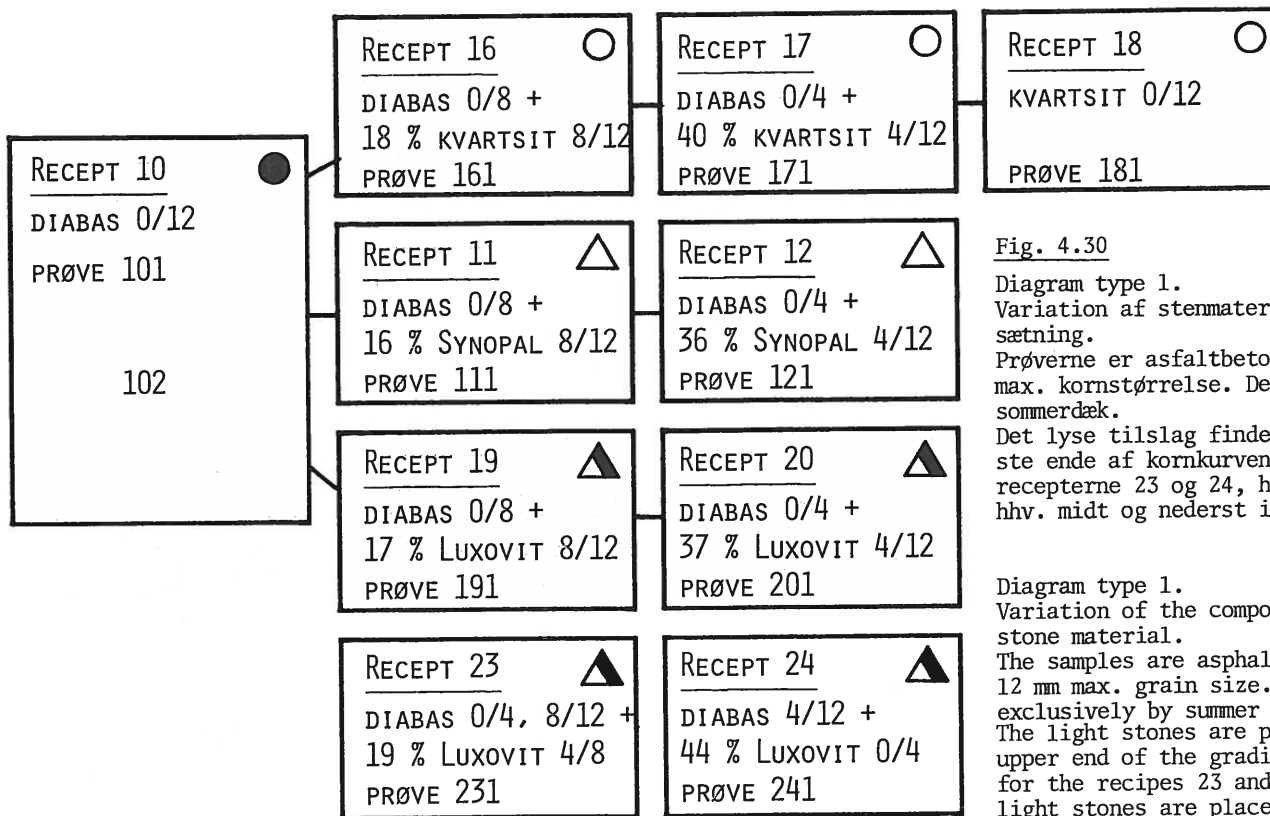 RECEPT 10
DIABAS 0/12
PRØVE 101
102
RECEPT 16
DIABAS 0/8 +
18 % KVARTSIT 8/12
PRØVE 161
RECEPT 17
DIABAS 0/4 +
40 % KVARTSIT 4/12
PRØVE 171
RECEPT 18
KVARTSIT 0/12
PRØVE 181
RECEPT 11
DIABAS 0/8 +
16 % SYNOPAL 8/12
PRØVE 111
RECEPT 12
DIABAS 0/4 +
36 % SYNOPAL 4/12
PRØVE 121
RECEPT 19
DIABAS 0/8 +
17 % LUXOVIT 8/12
PRØVE 191
RECEPT 20
DIABAS 0/4 +
37 % LUXOVIT 4/12
PRØVE 201
RECEPT 23
DIABAS 0/4, 8/12 +
19 % LUXOVIT 4/8
PRØVE 231
RECEPT 24
DIABAS 4/12 +
44 % LUXOVIT 0/4
PRØVE 241
Fig. 4.30
Diagram type 1.
Variation af stenmater
sætning.
Prøverne er asfaltbeto
max. kornstørrelse. De
sommerdæk.
Det lyse tilslag finde
ste ende af kornkurven
recepterne 23 og 24, h
hhv. midt og nederst i
Diagram type 1.
Variation of the compo
stone material.
The samples are asphal
12 mm max. grain size.
exclusively by summer
The light stones are p
upper end of the gradi
for the recipes 23 and
light stones are place